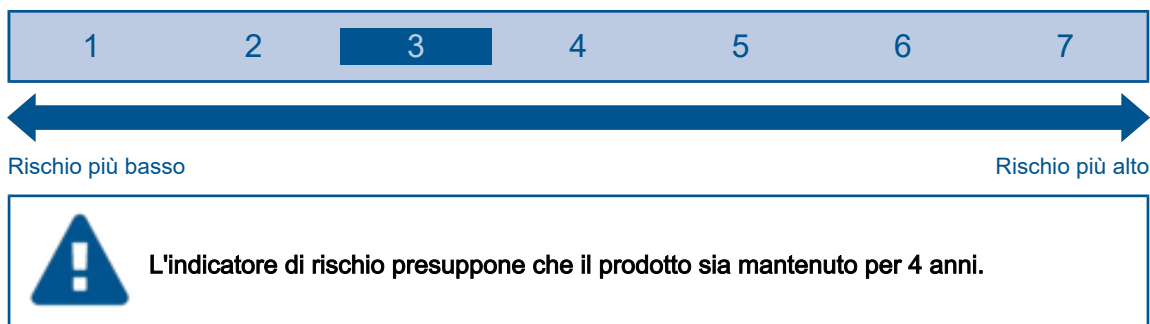 1 2 3 4 5 6 7
Rischio più basso Rischio più alto
L'indicatore di rischio presuppone che il prodotto sia mantenuto per 4 anni.